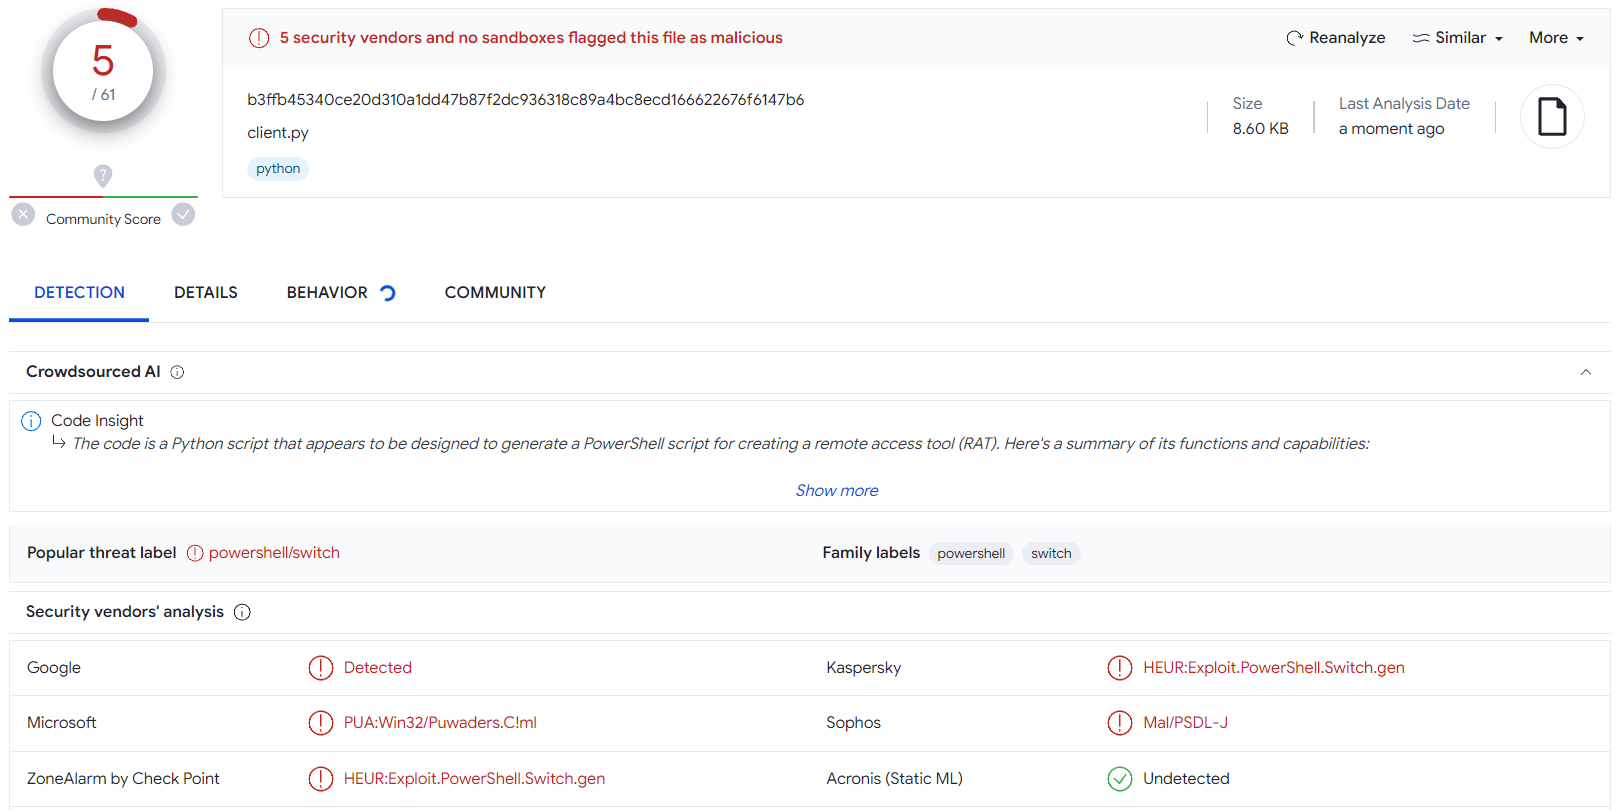 5
/ 61
?
Community Score
5 security vendors and no sandboxes flagged this file as malicious
Reanalyze
Similar
More
b3ffb45340ce20d310a1dd47b87f2dc936318c89a4bc8ecd166622676f6147b6
client.py
python
Size
8.60 KB
Last Analysis Date
a moment ago
DETECTION
DETAILS
BEHAVIOR
COMMUNITY
Crowdsourced AI
Code Insight
The code is a Python script that appears to be designed to generate a PowerShell script for creating a remote access tool (RAT). Here's a summary of its functions and capabilities:
Show more
Popular threat label
powershell/switch
Family labels
powershell
switch
Security vendors' analysis
Google
Detected
Kaspersky
HEUR:Exploit.PowerShell.Switch.gen
Microsoft
PUA:Win32/Puwaders.C!ml
Sophos
Mal/PSDL-J
ZoneAlarm by Check Point
HEUR:Exploit.PowerShell.Switch.gen
Acronis (Static ML)
Undetected